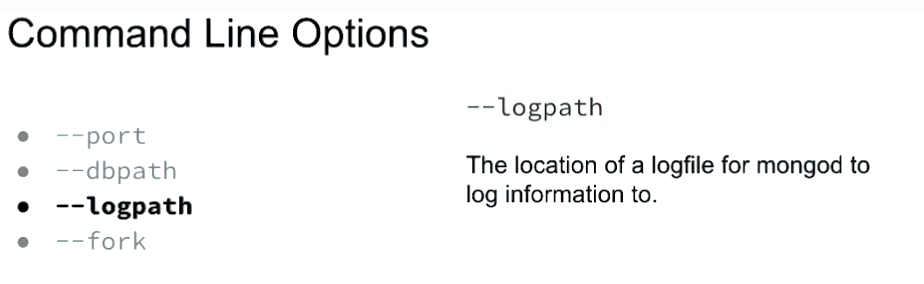 Command Line Options
● --port
● --dbpath
● --logpath
● --fork
--logpath
The location of a logfile for mongod to
log information to.